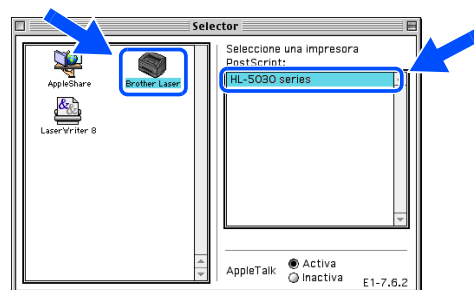 Selector
AppleShare
Brother Laser
LaserWriter 8
Seleccione una impresora
PostScript:
HL-5030 series
AppleTalk
Activa
Inactiva
E1-7.6.2